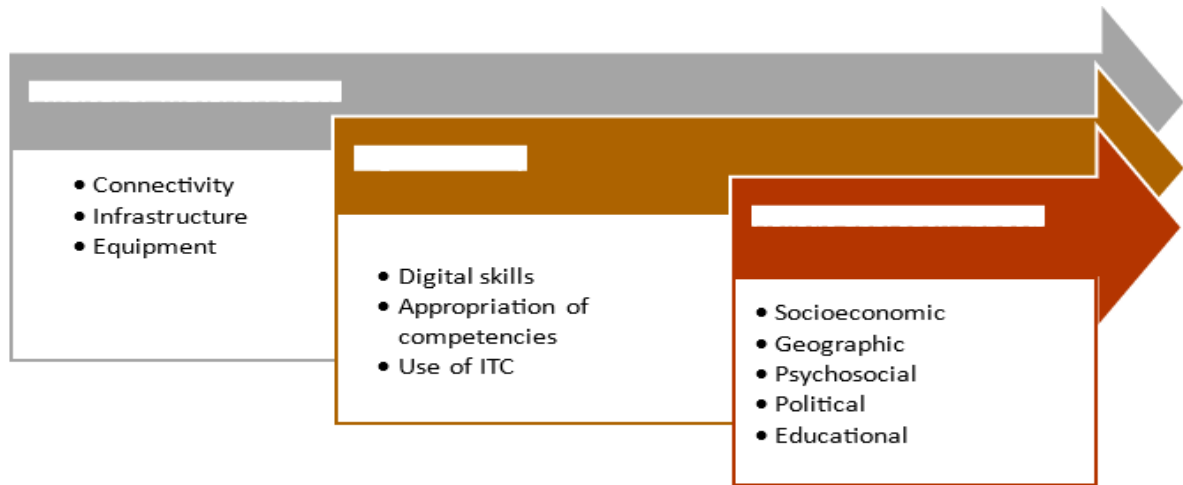 • Connectivity
• Infrastructure
• Equipment
• Digital skills
• Appropriation of
competencies
• Use of ITC
• Socioeconomic
• Geographic
• Psychosocial
• Political
• Educational